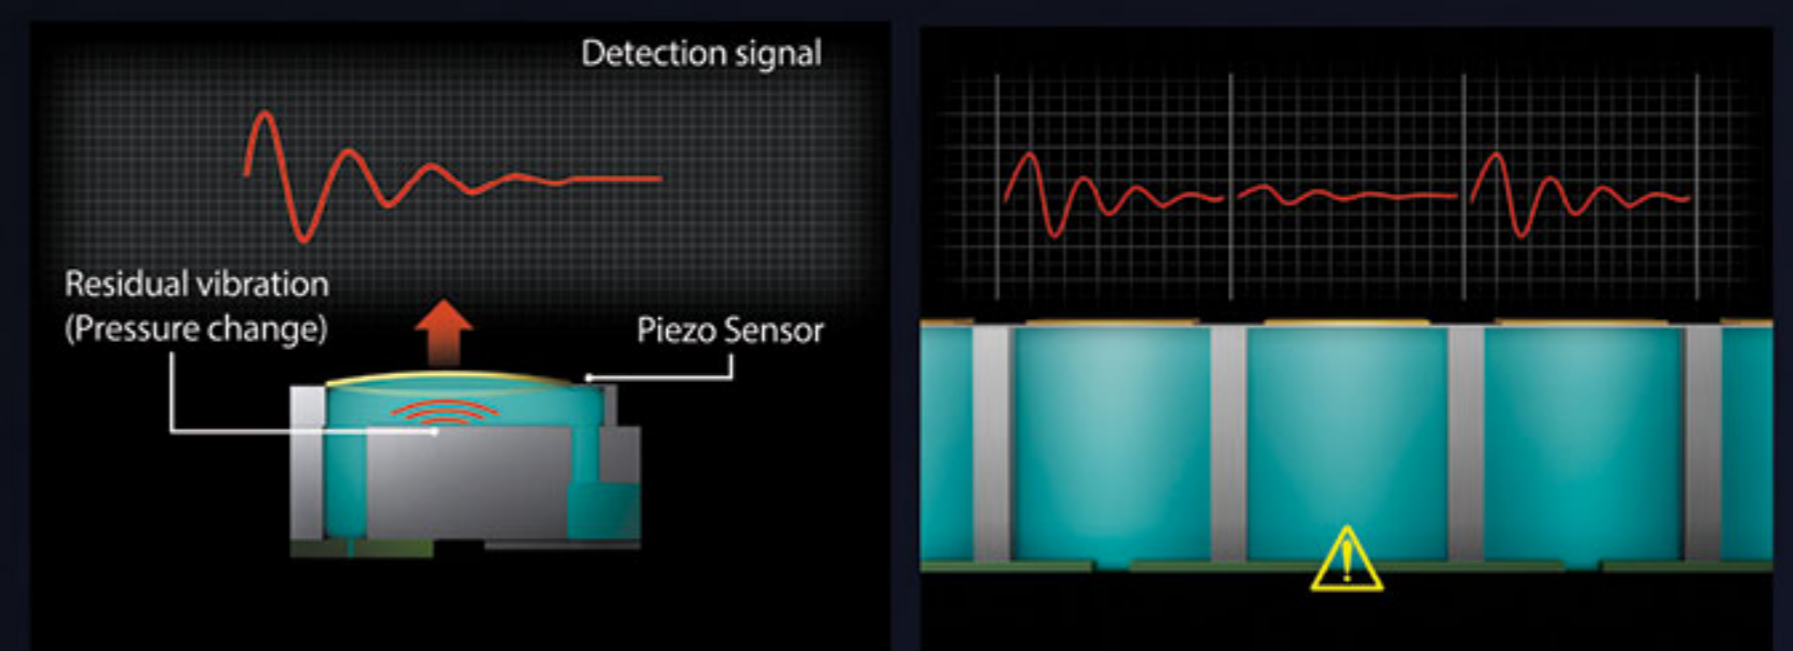 Detection signal
Residual vibration
(Pressure change)
Piezo Sensor